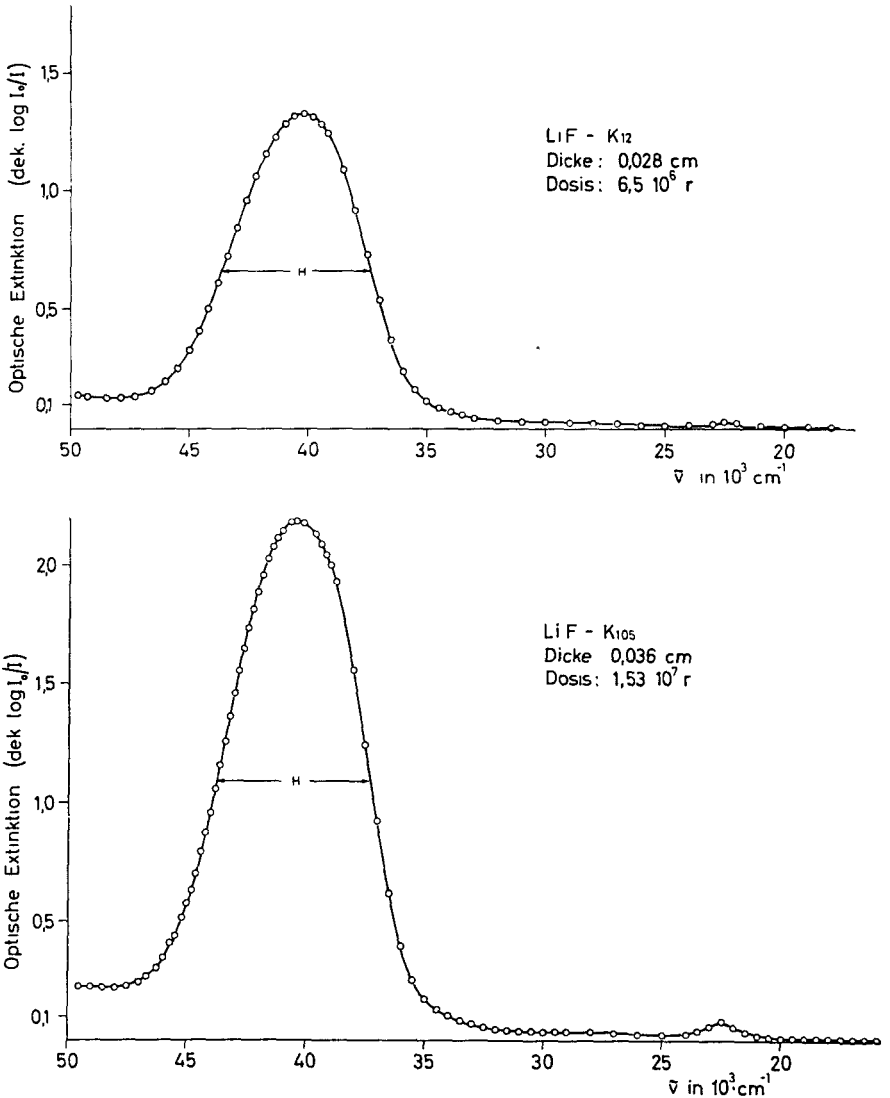 Optische Extinktion (dek. log I₀/I)
1,5
1,0
0,5
0,1
LiF - K₁₂
Dicke: 0,028 cm
Dosis: 6,5 10⁶ r
H
50 45 40 35 30 25 20
ṽ in 10³ cm⁻¹
Optische Extinktion (dek log I₀/I)
2,0
1,5
1,0
0,5
0,1
LiF - K₁₀₅
Dicke 0,036 cm
Dosis: 1,53 10⁷ r
H
50 45 40 35 30 25 20
ṽ in 10³·cm⁻¹